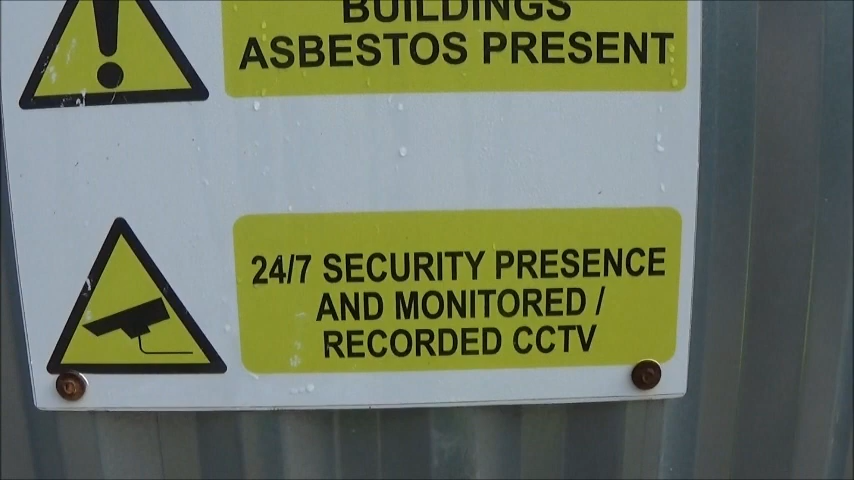 BUILDINGS
ASBESTOS PRESENT
24/7 SECURITY PRESENCE
AND MONITORED /
RECORDED CCTV